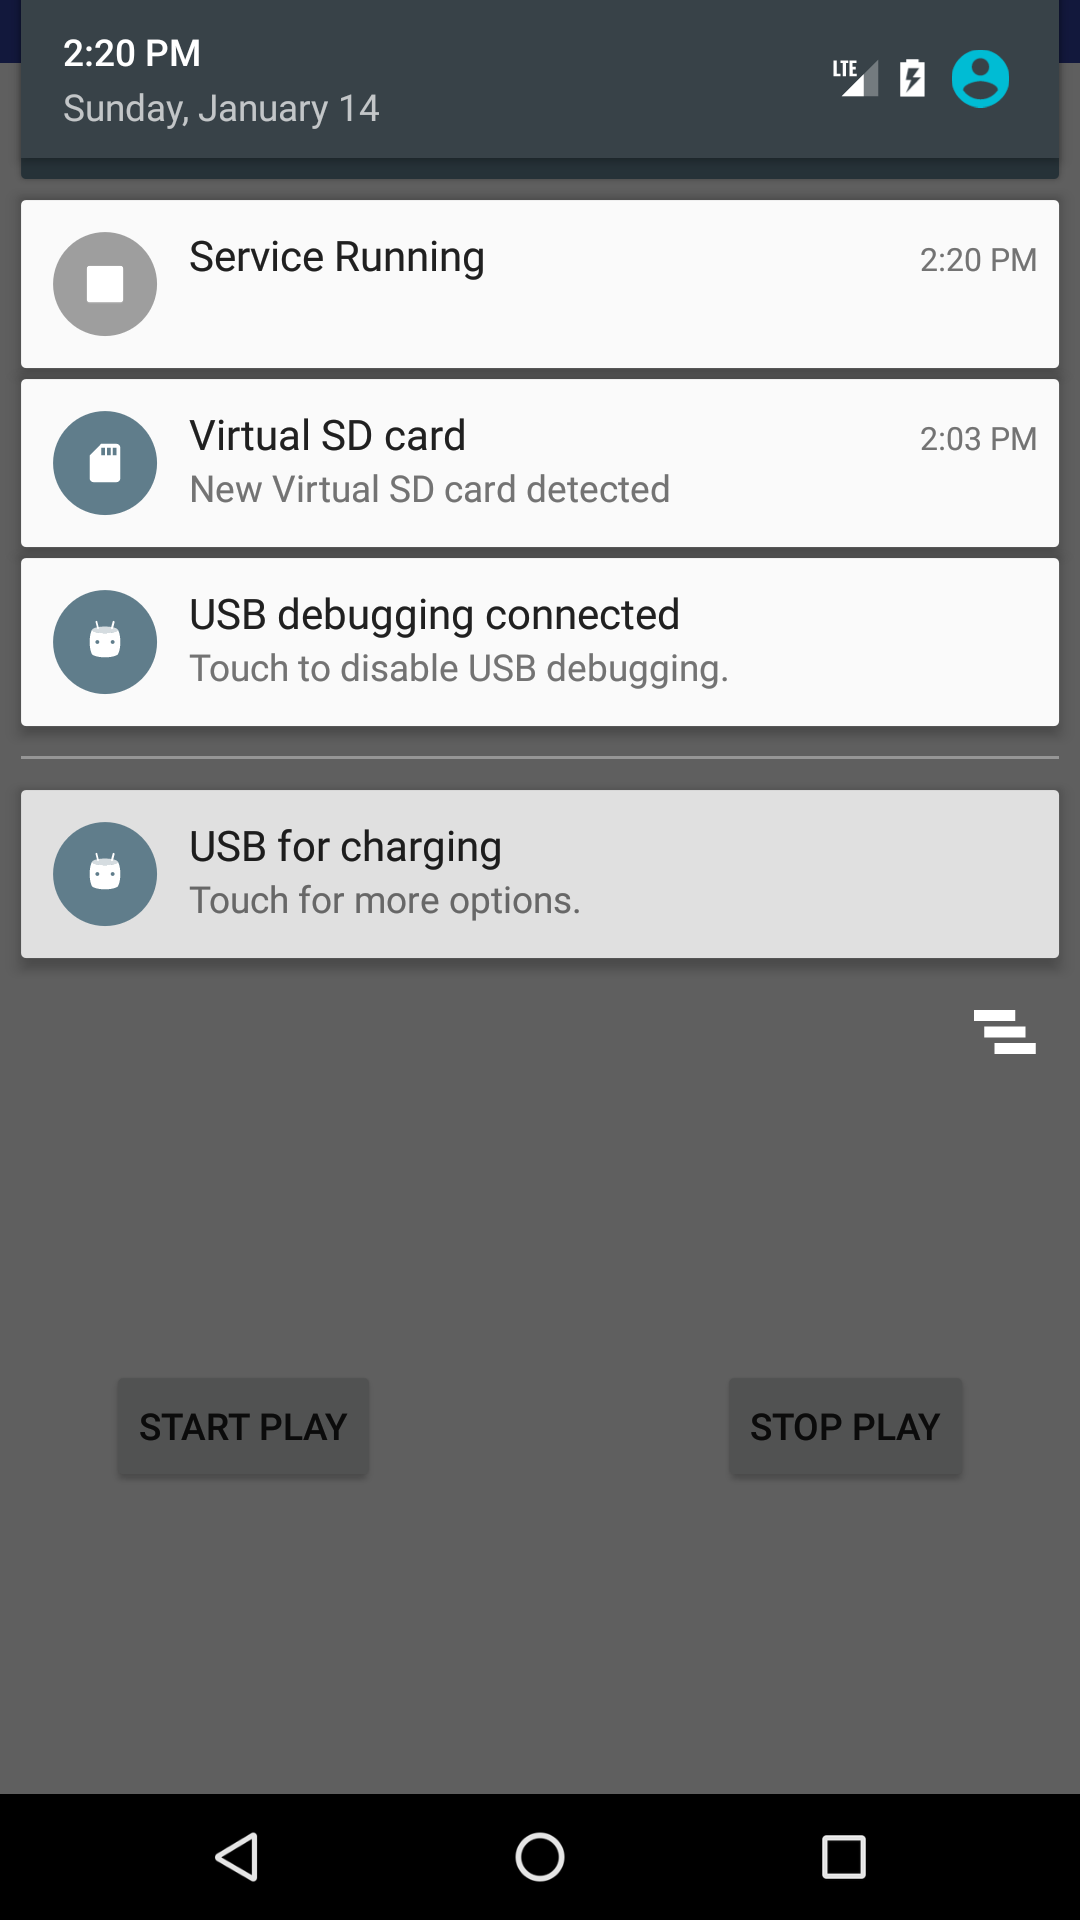 2:20 PM
Sunday, January 14
LTE
Service Running
2:20 PM
Virtual SD card
2:03 PM
New Virtual SD card detected
USB debugging connected
Touch to disable USB debugging.
USB for charging
Touch for more options.
START PLAY
STOP PLAY